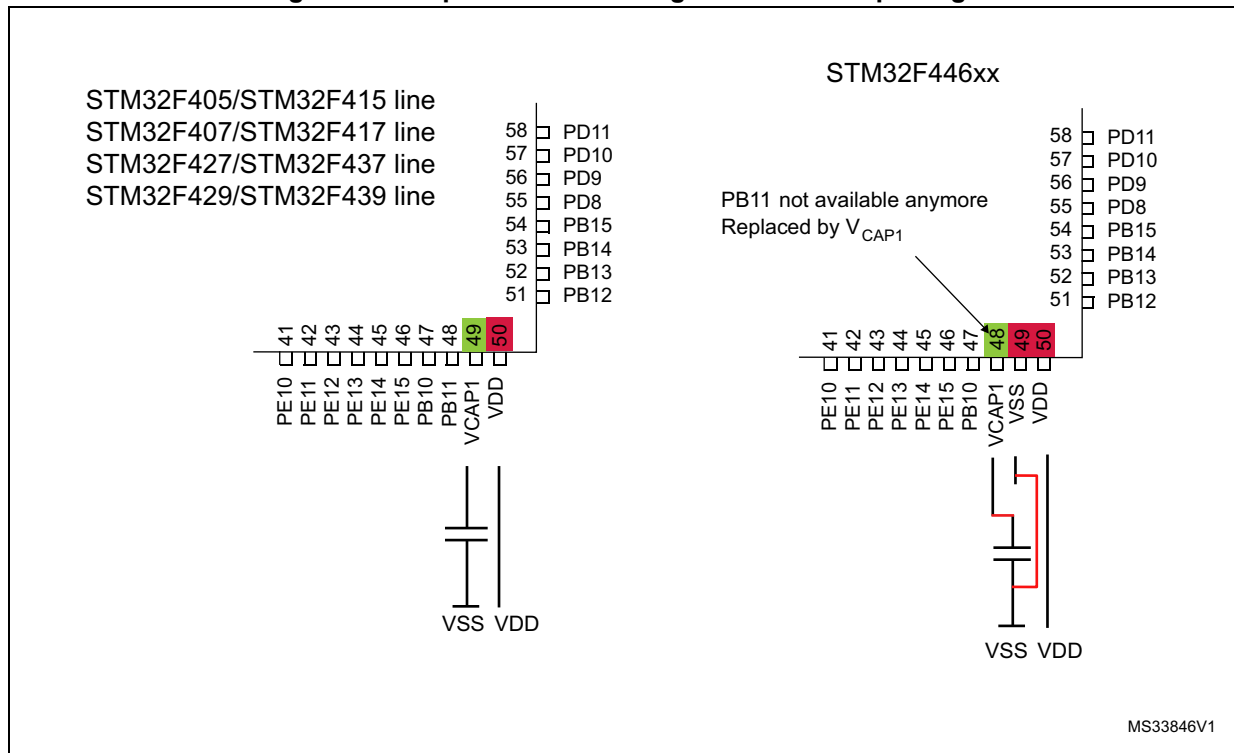 STM32F405/STM32F415 line
STM32F407/STM32F417 line
STM32F427/STM32F437 line
STM32F429/STM32F439 line
58 PD11
57 PD10
56 PD9
55 PD8
54 PB15
53 PB14
52 PB13
51 PB12
41 42 43 44 45 46 47 48 49 50
PE10 PE11 PE12 PE13 PE14 PE15 PB10 PB11 VCAP1 VDD
VSS VDD
STM32F446xx
PB11 not available anymore
Replaced by VCAP1
58 PD11
57 PD10
56 PD9
55 PD8
54 PB15
53 PB14
52 PB13
51 PB12
41 42 43 44 45 46 47 48 49 50
PE10 PE11 PE12 PE13 PE14 PE15 PB10 VCAP1 VSS VDD
VSS VDD
MS33846V1